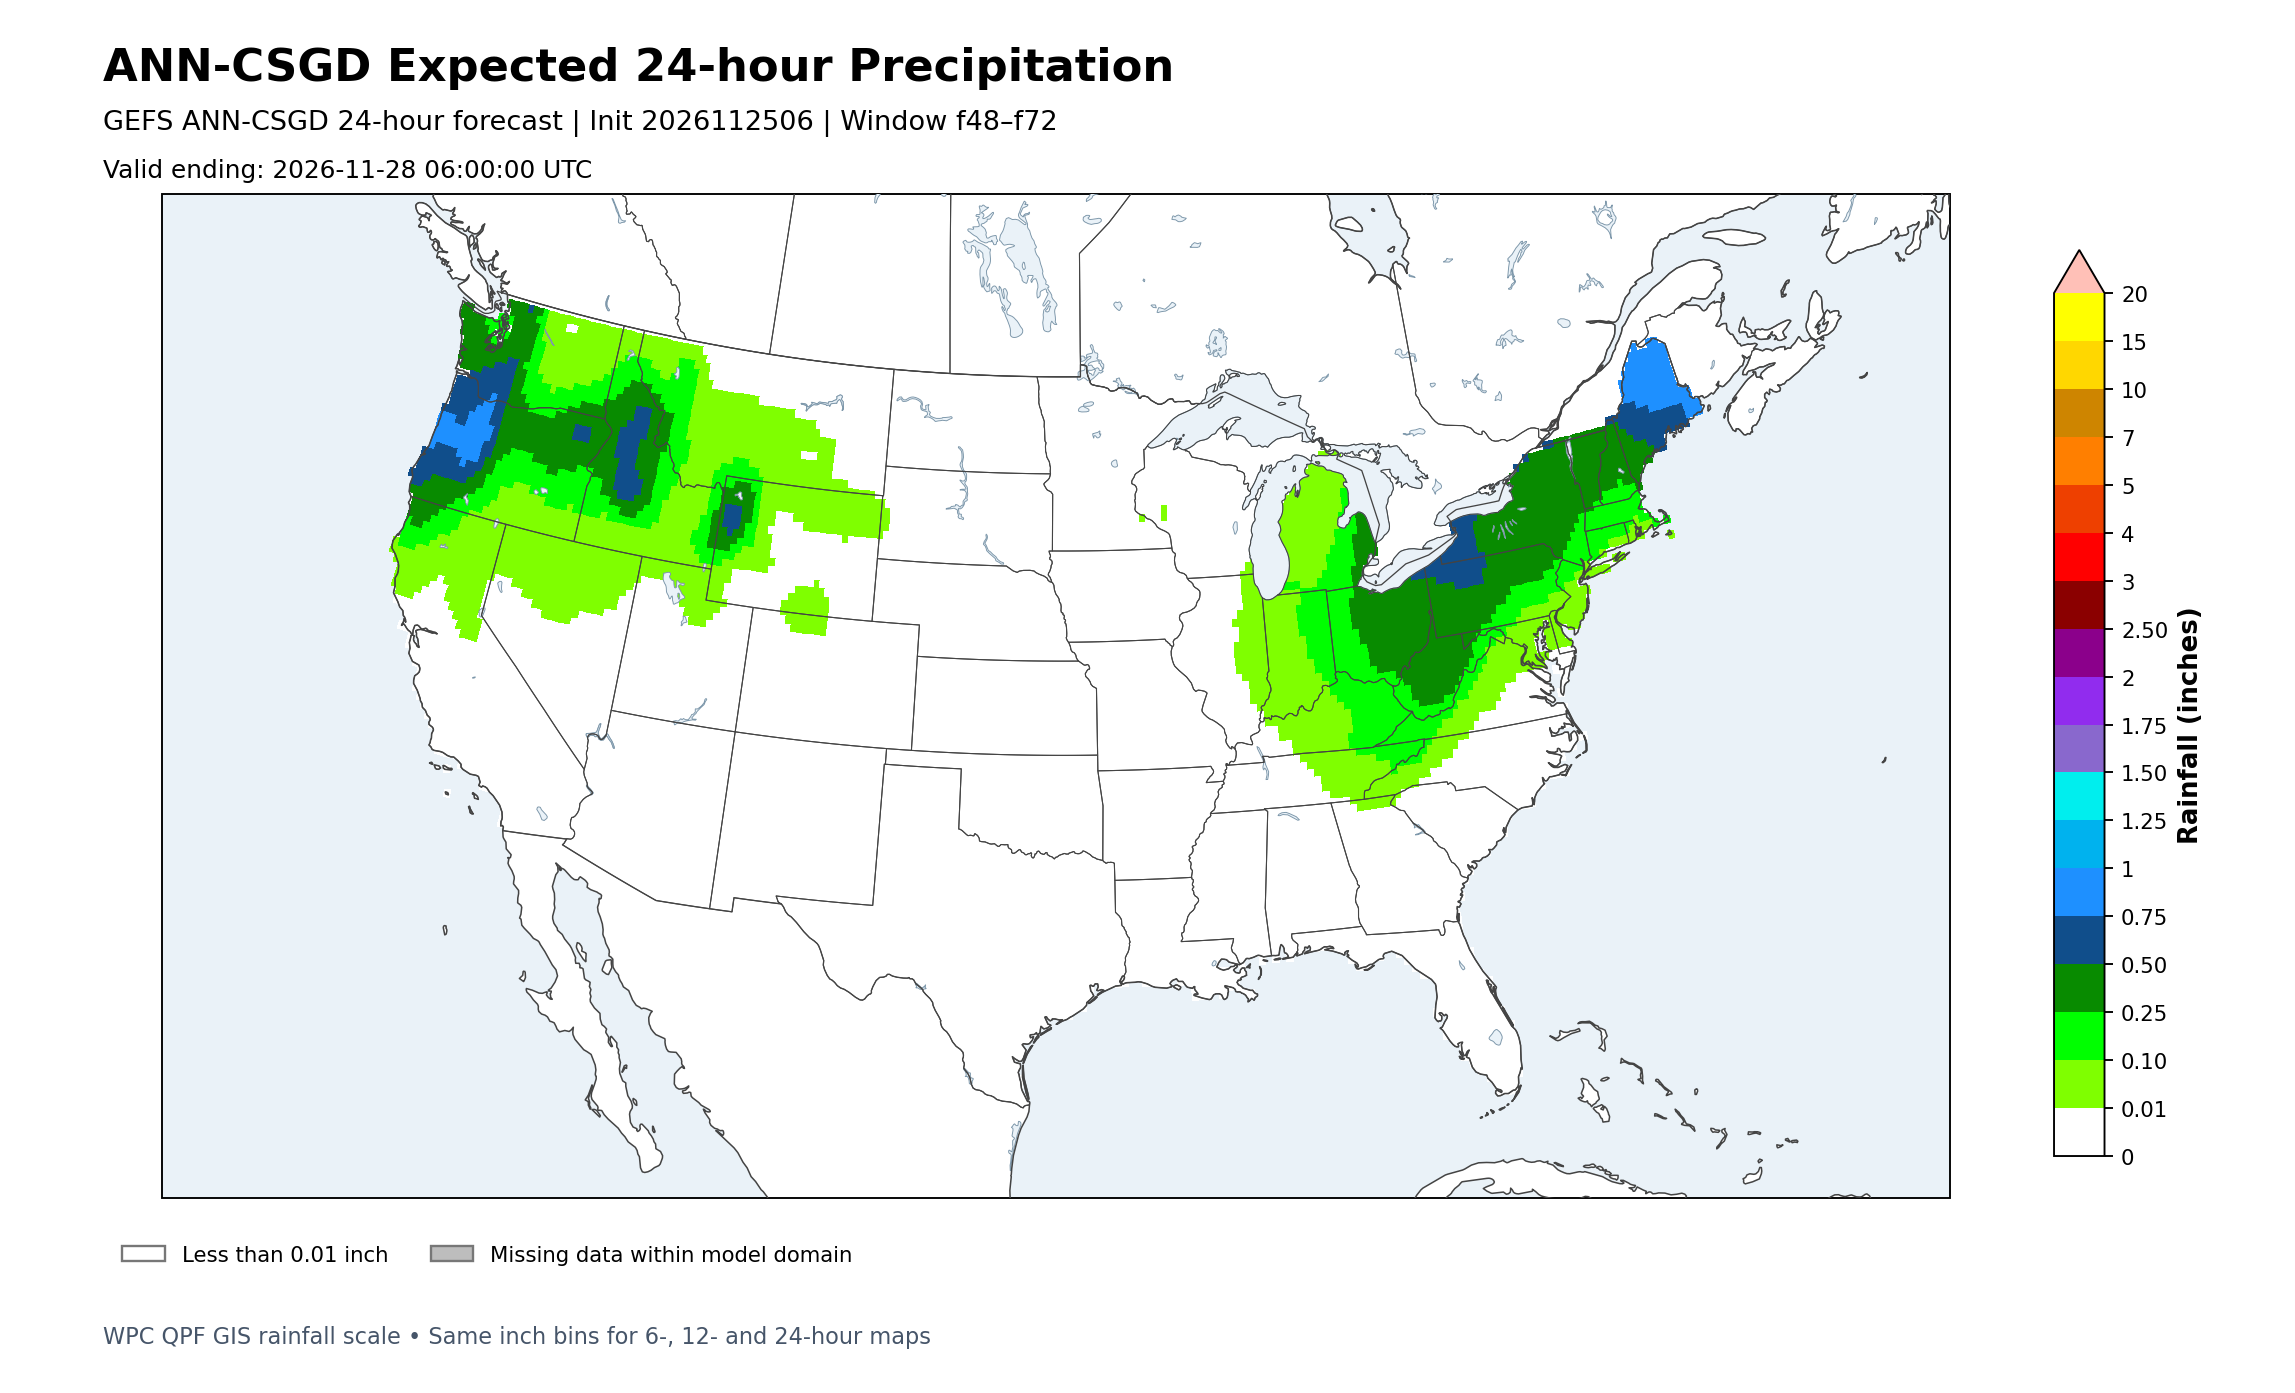 ANN-CSGD Expected 24-hour Precipitation
GEFS ANN-CSGD 24-hour forecast | Init 2026112506 | Window f48–f72
Valid ending: 2026-11-28 06:00:00 UTC
20
15
10
7
5
4
3
2.50
2
1.75
1.50
1.25
1
0.75
0.50
0.25
0.10
0.01
0
Rainfall (inches)
Less than 0.01 inch
Missing data within model domain
WPC QPF GIS rainfall scale • Same inch bins for 6-, 12- and 24-hour maps